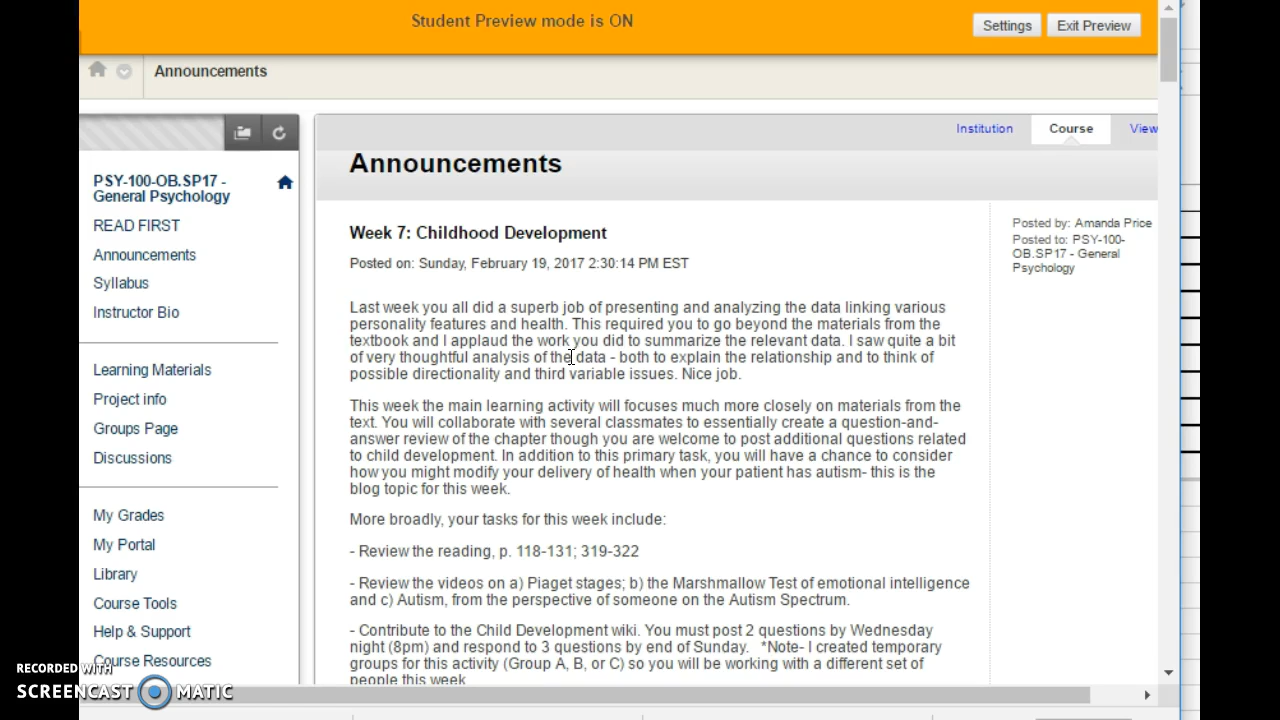 Student Preview mode is ON
Settings
Exit Preview
Announcements
Institution
Course
View
PSY-100-OB.SP17 -
General Psychology
READ FIRST
Announcements
Syllabus
Instructor Bio
Learning Materials
Project info
Groups Page
Discussions
My Grades
My Portal
Library
Course Tools
Help & Support
Course Resources
Announcements
Week 7: Childhood Development
Posted on: Sunday, February 19, 2017 2:30:14 PM EST
Posted by: Amanda Price
Posted to: PSY-100-
OB.SP17 - General
Psychology
Last week you all did a superb job of presenting and analyzing the data linking various
personality features and health. This required you to go beyond the materials from the
textbook and I applaud the work you did to summarize the relevant data. I saw quite a bit
of very thoughtful analysis of the data - both to explain the relationship and to think of
possible directionality and third variable issues. Nice job.
This week the main learning activity will focuses much more closely on materials from the
text. You will collaborate with several classmates to essentially create a question-and-
answer review of the chapter though you are welcome to post additional questions related
to child development. In addition to this primary task, you will have a chance to consider
how you might modify your delivery of health when your patient has autism- this is the
blog topic for this week.
More broadly, your tasks for this week include:
- Review the reading, p. 118-131; 319-322
- Review the videos on a) Piaget stages; b) the Marshmallow Test of emotional intelligence
and c) Autism, from the perspective of someone on the Autism Spectrum.
- Contribute to the Child Development wiki. You must post 2 questions by Wednesday
night (8pm) and respond to 3 questions by end of Sunday. *Note- I created temporary
groups for this activity (Group A, B, or C) so you will be working with a different set of
people this week
RECORDED WITH
SCREENCAST MATIC